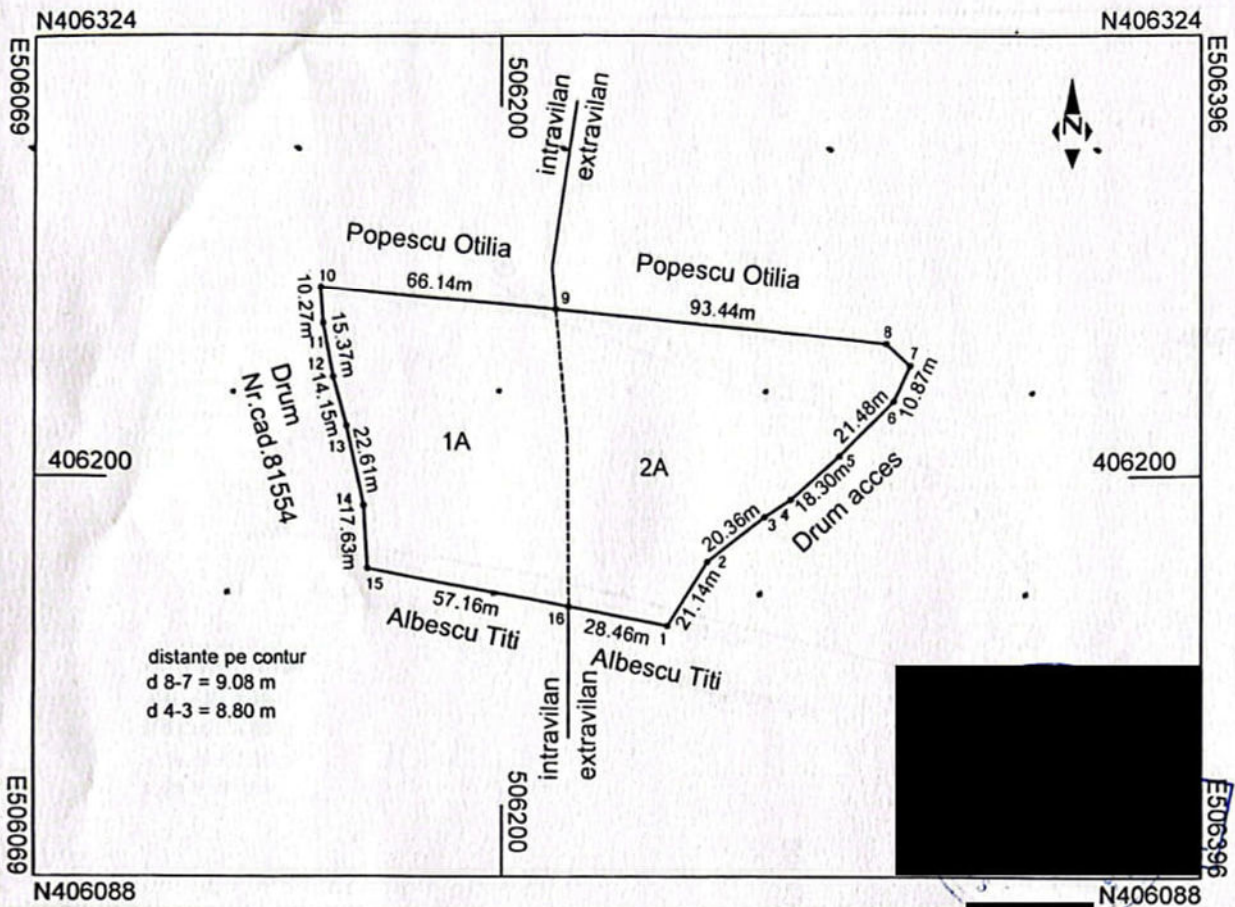 N406324
N406324
E506069
E506396
506200
intravilan
extravilan
N
Popescu Otilia
Popescu Otilia
10
66.14m
9
93.44m
8
7
10.27m
11
15.37m
10.87m
6
12
14.15m
21.48m
Drum
Nr.cad.81554
13
22.61m
1A
2A
5
18.30m
4
Drum acces
406200
406200
14
17.63m
3
20.36m
2
15
21.14m
57.16m
16
28.46m
1
Albescu Titi
Albescu Titi
distante pe contur
d 8-7 = 9.08 m
d 4-3 = 8.80 m
intravilan
extravilan
506200
E506069
E506396
N406088
N406088